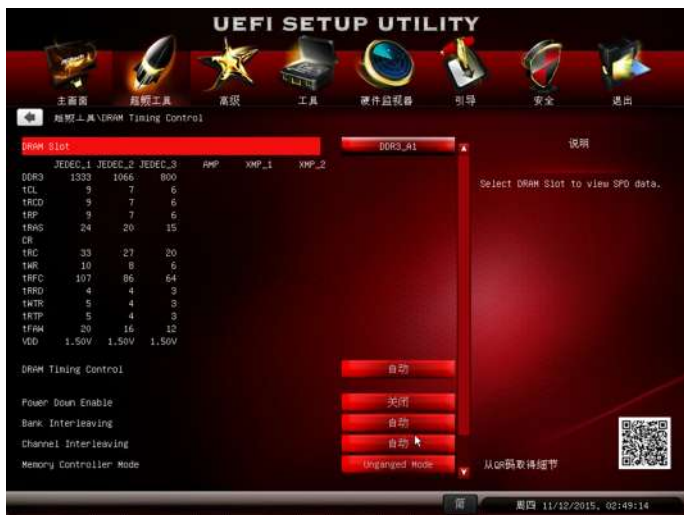 UEFI SETUP UTILITY
主画面 超频工具 高级 工具 硬件监视器 引导 安全 退出
超频工具\DRAM Timing Control
DRAM Slot DDR3_A1 说明
JEDEC_1 JEDEC_2 JEDEC_3 AMP XMP_1 XMP_2
DDR3 1333 1066 800
Select DRAM Slot to view SPD data.
tCL 9 7 6
tRCD 9 7 6
tRP 9 7 6
tRAS 24 20 15
CR
tRC 33 27 20
tWR 10 8 6
tRFC 107 86 64
tRRD 4 4 3
tWTR 5 4 3
tRTP 5 4 3
tFAW 20 16 12
VDD 1.50V 1.50V 1.50V
DRAM Timing Control 自动
Power Down Enable 关闭
Bank Interleaving 自动
Channel Interleaving 自动
Memory Controller Mode Unganged Mode
从QR码取得细节
简 周四 11/12/2015, 02:49:14